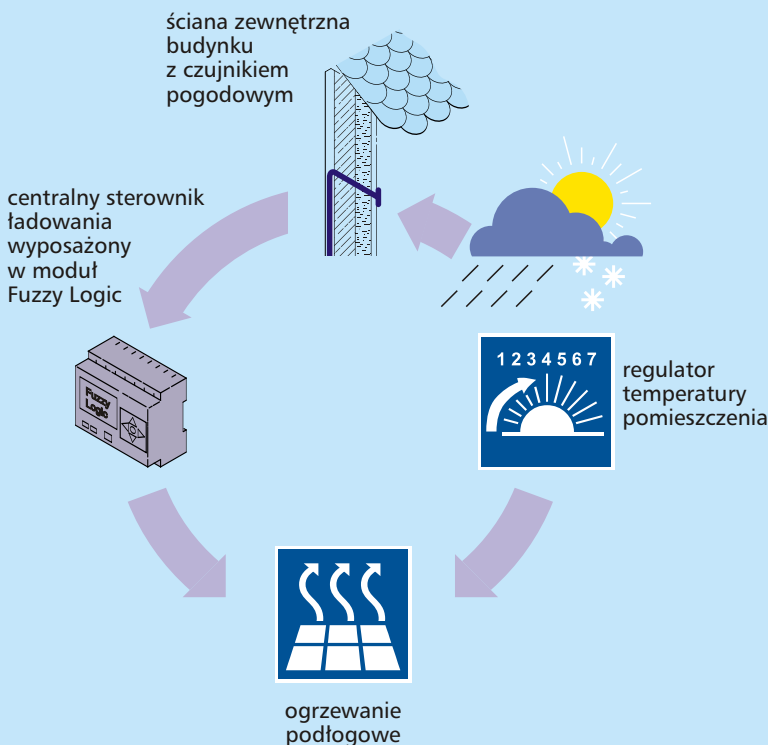 ściana zewnętrzna
budynku
z czujnikiem
pogodowym
centralny sterownik
ładowania
wyposażony
w moduł
Fuzzy Logic
Fuzzy
Logic
1 2 3 4 5 6 7
regulator
temperatury
pomieszczenia
ogrzewanie
podłogowe